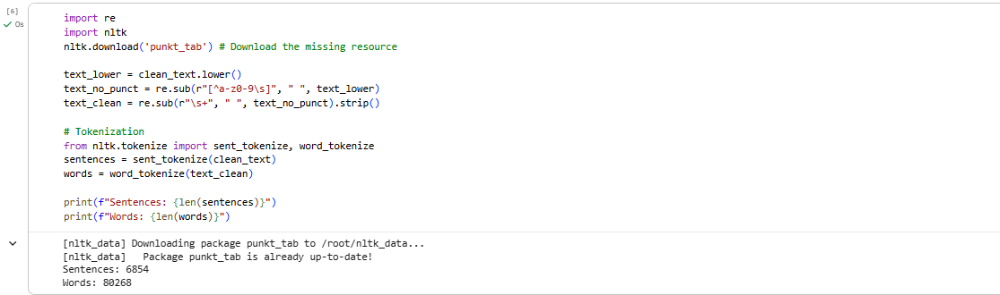 [6]
0s
import re
import nltk
nltk.download('punkt_tab') # Download the missing resource
text_lower = clean_text.lower()
text_no_punct = re.sub(r"[^a-z0-9\s]", " ", text_lower)
text_clean = re.sub(r"\s+", " ", text_no_punct).strip()
# Tokenization
from nltk.tokenize import sent_tokenize, word_tokenize
sentences = sent_tokenize(clean_text)
words = word_tokenize(text_clean)
print(f"Sentences: {len(sentences)}")
print(f"Words: {len(words)}")
[nltk_data] Downloading package punkt_tab to /root/nltk_data...
[nltk_data]   Package punkt_tab is already up-to-date!
Sentences: 6854
Words: 80268